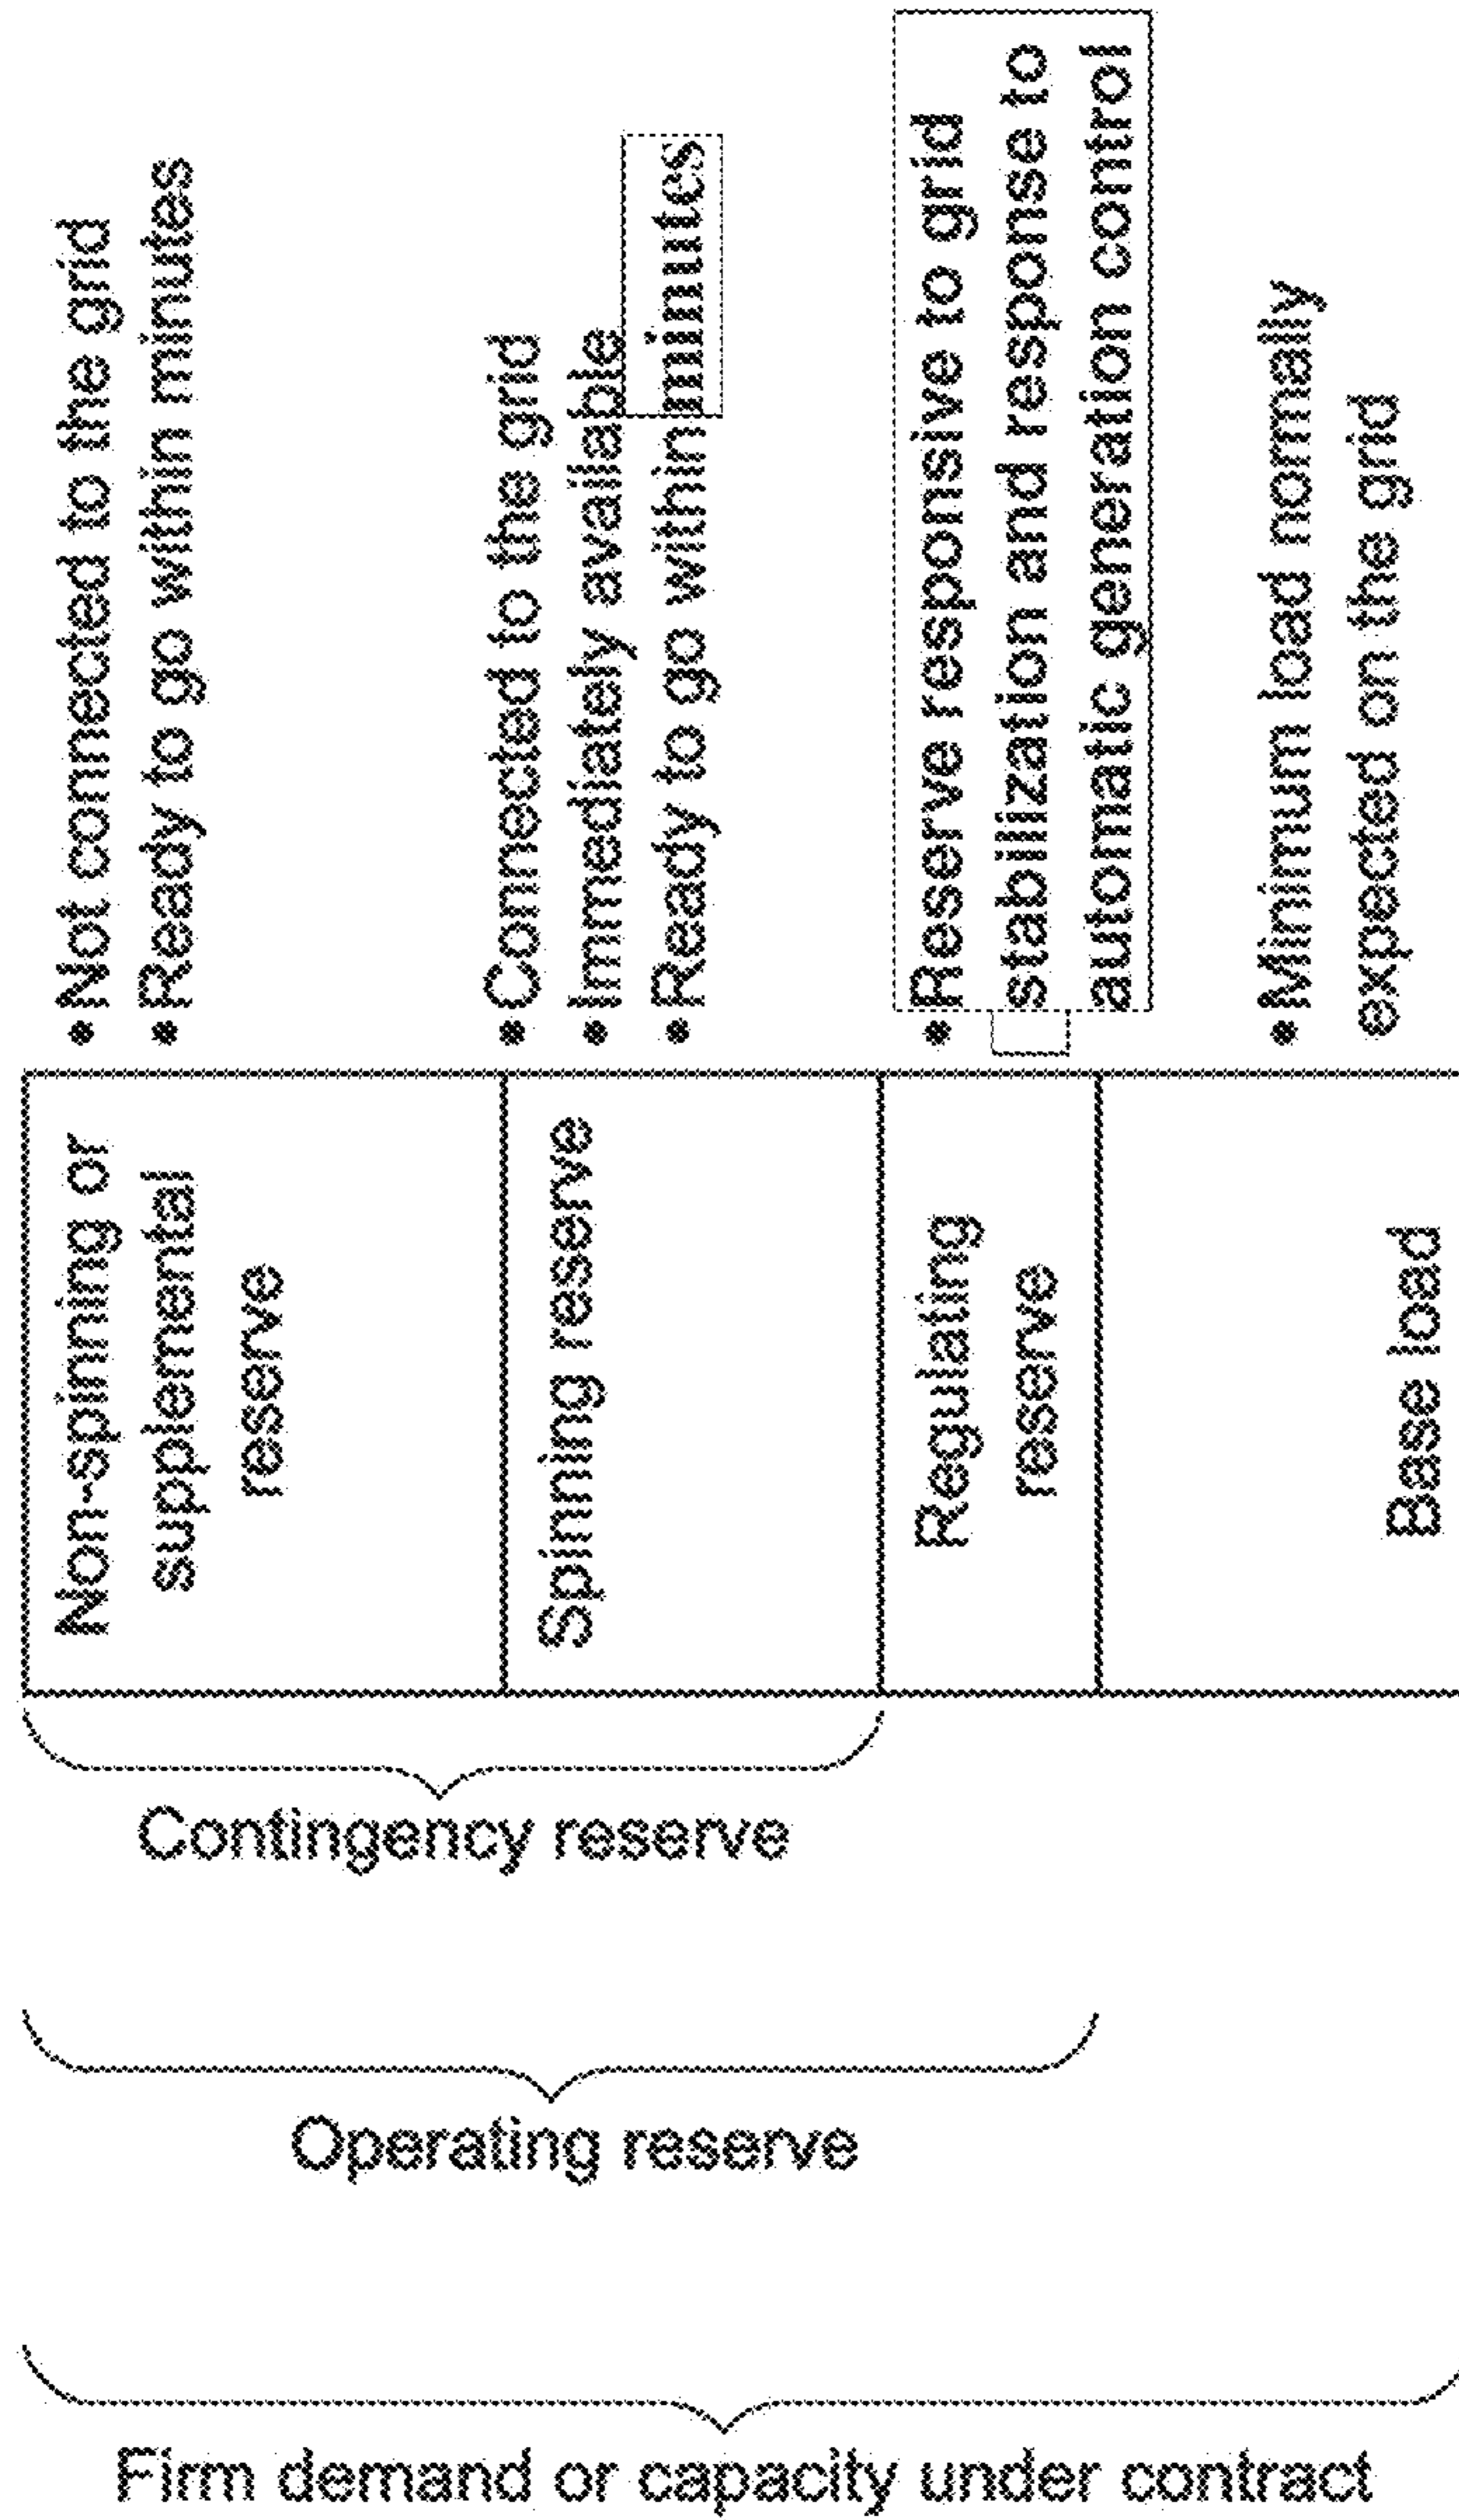 Non-spinning or
supplemental
reserve
• Not connected to the grid
• Ready to go within minutes
Spinning reserve
• Connected to the grid
• Immediately available
• Ready to go within minutes
Regulating
reserve
• Reserve responsive to grid
stabilization and response to
automatic generation control
Base load
• Minimum load normally
expected on the grid
Contingency reserve
Operating reserve
Firm demand or capacity under contract